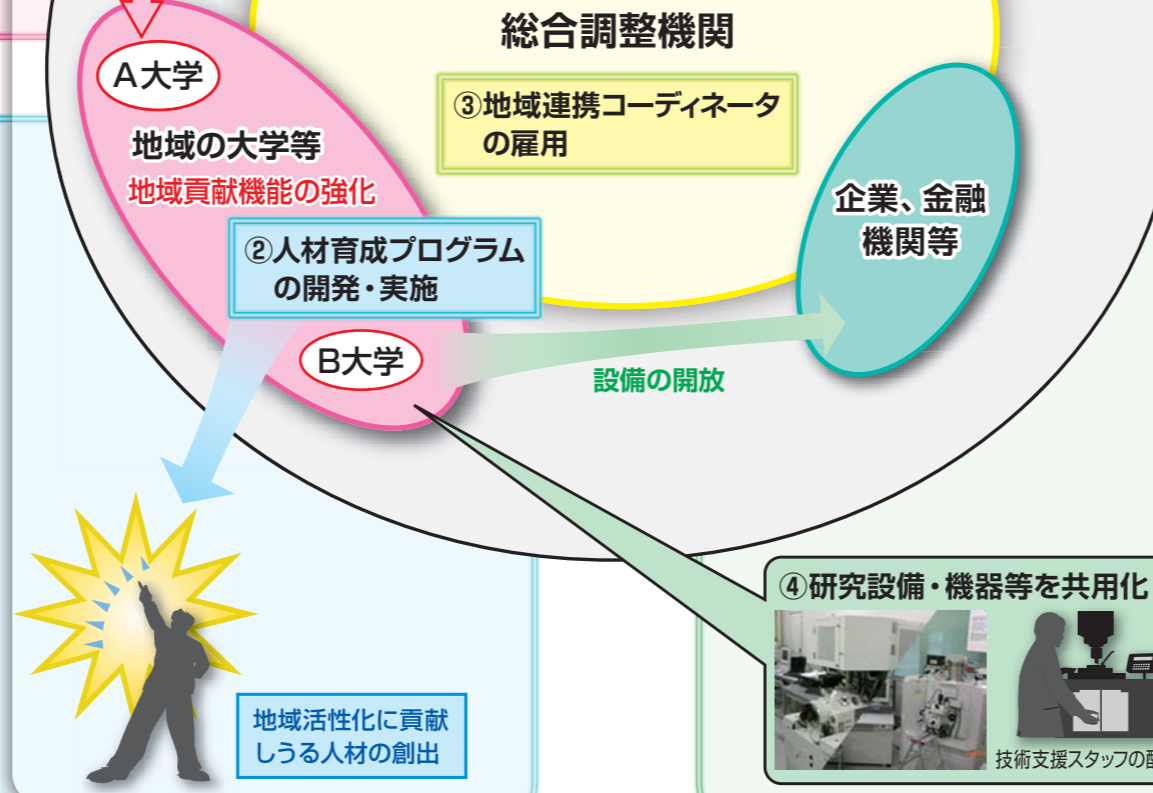 総合調整機関
A大学
③地域連携コーディネータ
の雇用
地域の大学等
地域貢献機能の強化
企業、金融
機関等
②人材育成プログラム
の開発・実施
B大学
設備の開放
④研究設備・機器等を共用化
技術支援スタッフの
地域活性化に貢献
しうる人材の創出